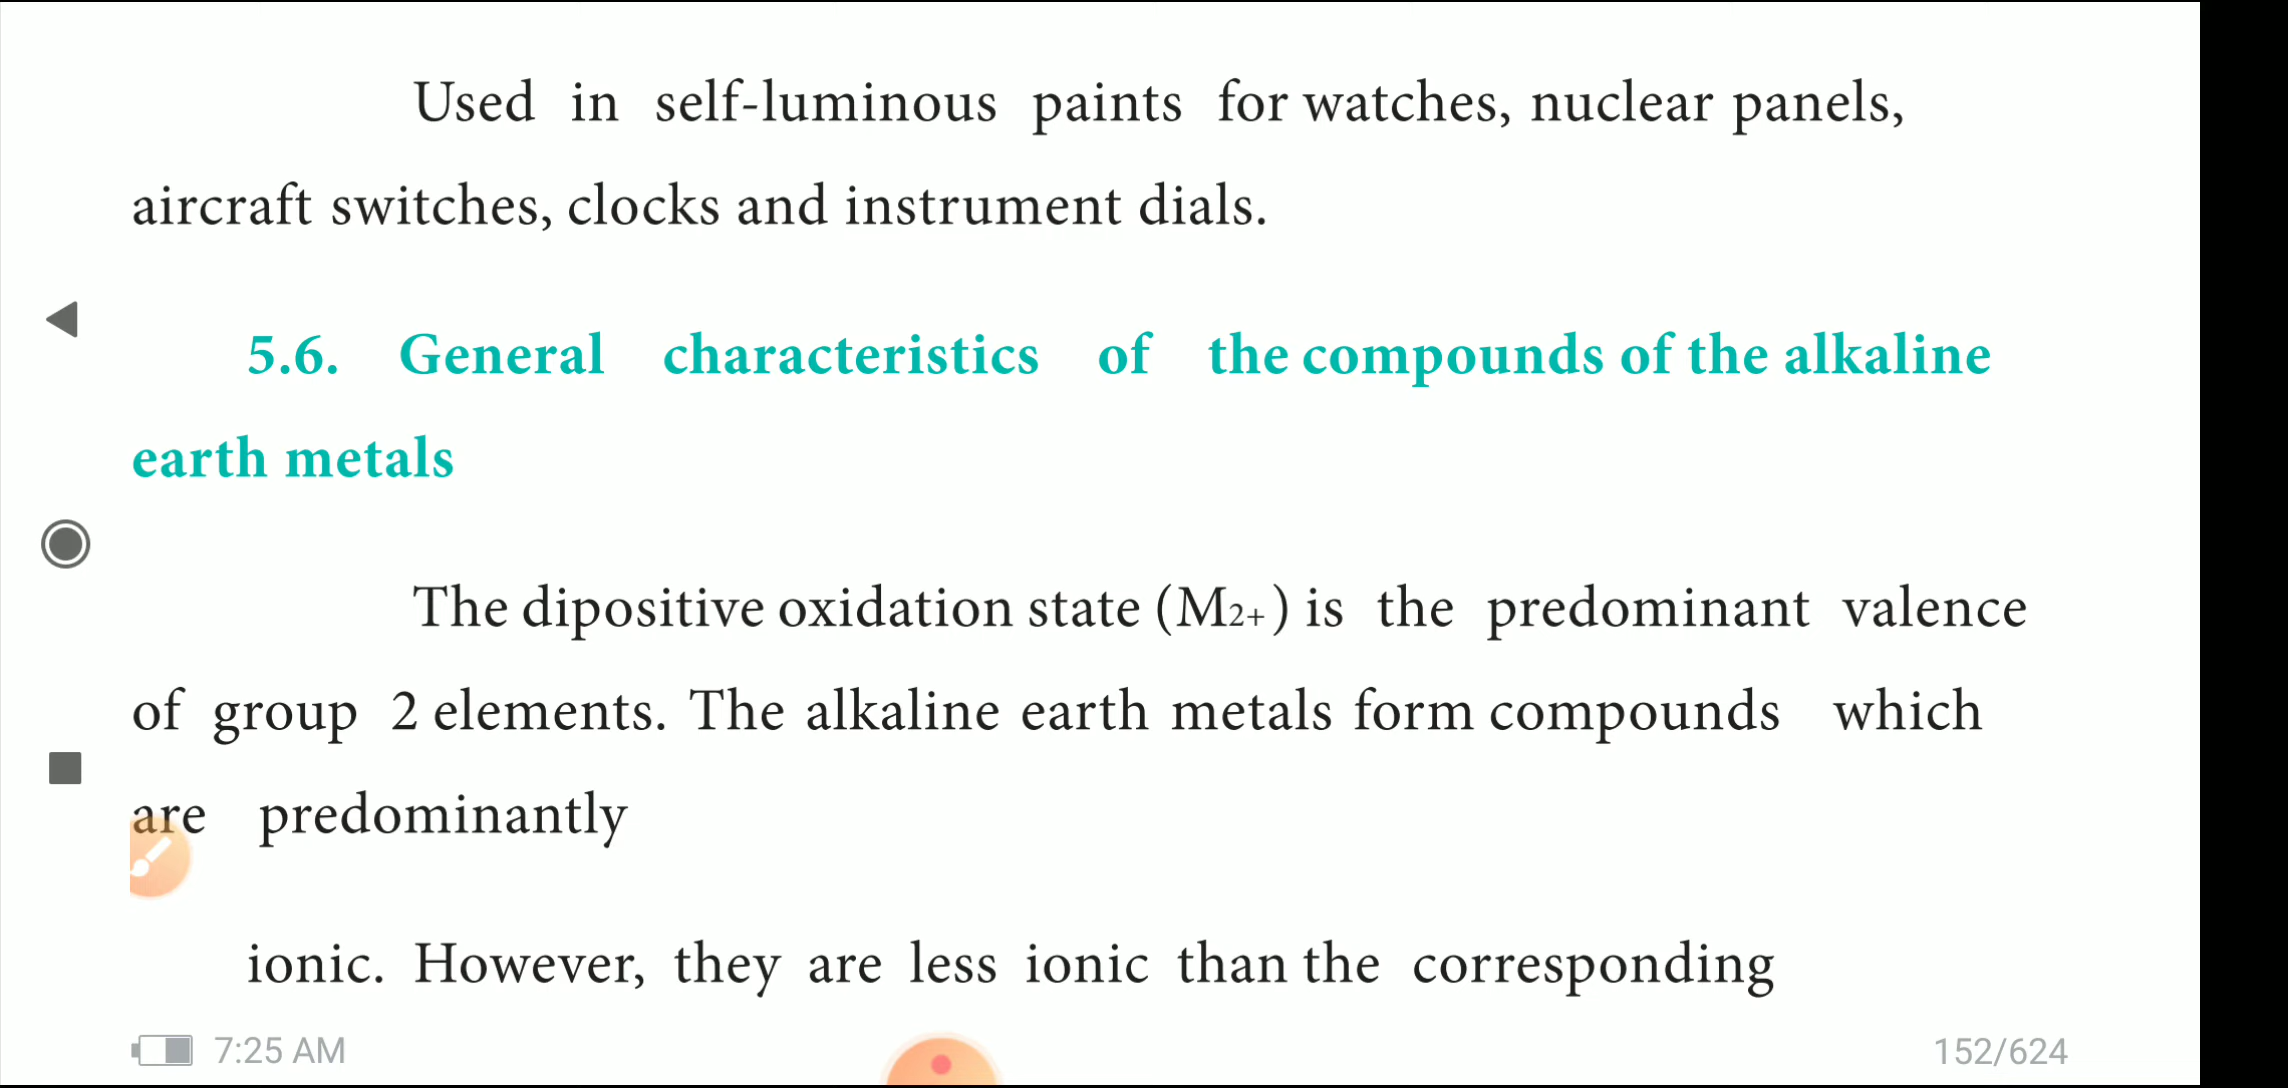 Used in self-luminous paints for watches, nuclear panels,
aircraft switches, clocks and instrument dials.
5.6. General characteristics of the compounds of the alkaline
earth metals
The dipositive oxidation state (M2+) is the predominant valence
of group 2 elements. The alkaline earth metals form compounds which
are predominantly
ionic. However, they are less ionic than the corresponding
7:25 AM
152/624